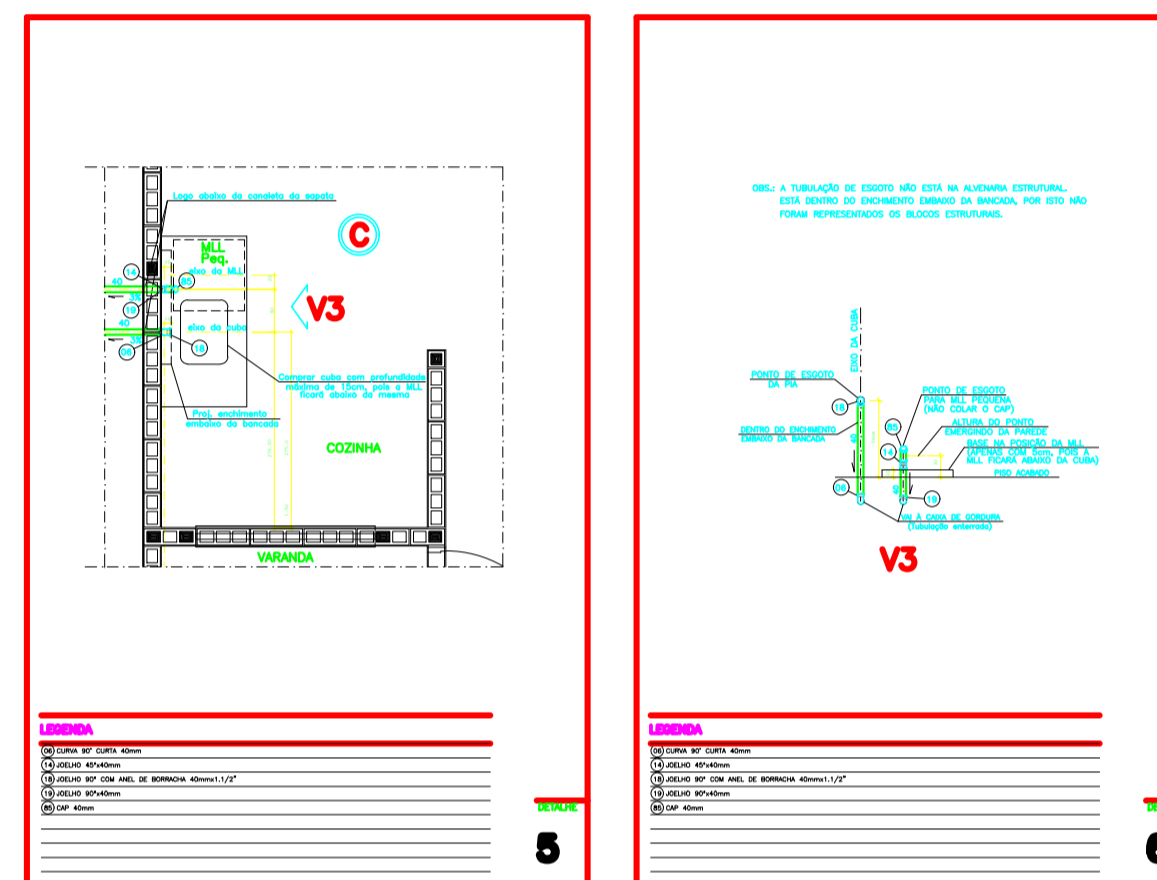 Logo abaixo da canaleta da sapata
C
MLL
Peq.
eixo da MLL
14
85
40
3%
19
V3
40
eixo da cuba
3%
06
18
Comprar cuba com profundidade
máxima de 15cm, pois a MLL
ficará abaixo da mesma
Proj. enchimento
embaixo da bancada
COZINHA
VARANDA
LEGENDA
06 CURVA 90° CURTA 40mm
14 JOELHO 45°x40mm
18 JOELHO 90° COM ANEL DE BORRACHA 40mmx1.1/2"
19 JOELHO 90°x40mm
85 CAP 40mm
DETALHE
5
OBS.: A TUBULAÇÃO DE ESGOTO NÃO ESTÁ NA ALVENARIA ESTRUTURAL.
ESTÁ DENTRO DO ENCHIMENTO EMBAIXO DA BANCADA, POR ISTO NÃO
FORAM REPRESENTADOS OS BLOCOS ESTRUTURAIS.
EIXO DA CUBA
PONTO DE ESGOTO
DA PIA
18
PONTO DE ESGOTO
PARA MLL PEQUENA
(NÃO COLAR O CAP)
85
ALTURA DO PONTO
EMERGINDO DA PAREDE
DENTRO DO ENCHIMENTO
EMBAIXO DA BANCADA
40
14
BASE NA POSIÇÃO DA MLL
(APENAS COM 5cm, POIS A
MLL FICARÁ ABAIXO DA CUBA)
PISO ACABADO
06
40
19
VAI À CAIXA DE GORDURA
(Tubulação enterrada)
V3
LEGENDA
06 CURVA 90° CURTA 40mm
14 JOELHO 45°x40mm
18 JOELHO 90° COM ANEL DE BORRACHA 40mmx1.1/2"
19 JOELHO 90°x40mm
85 CAP 40mm